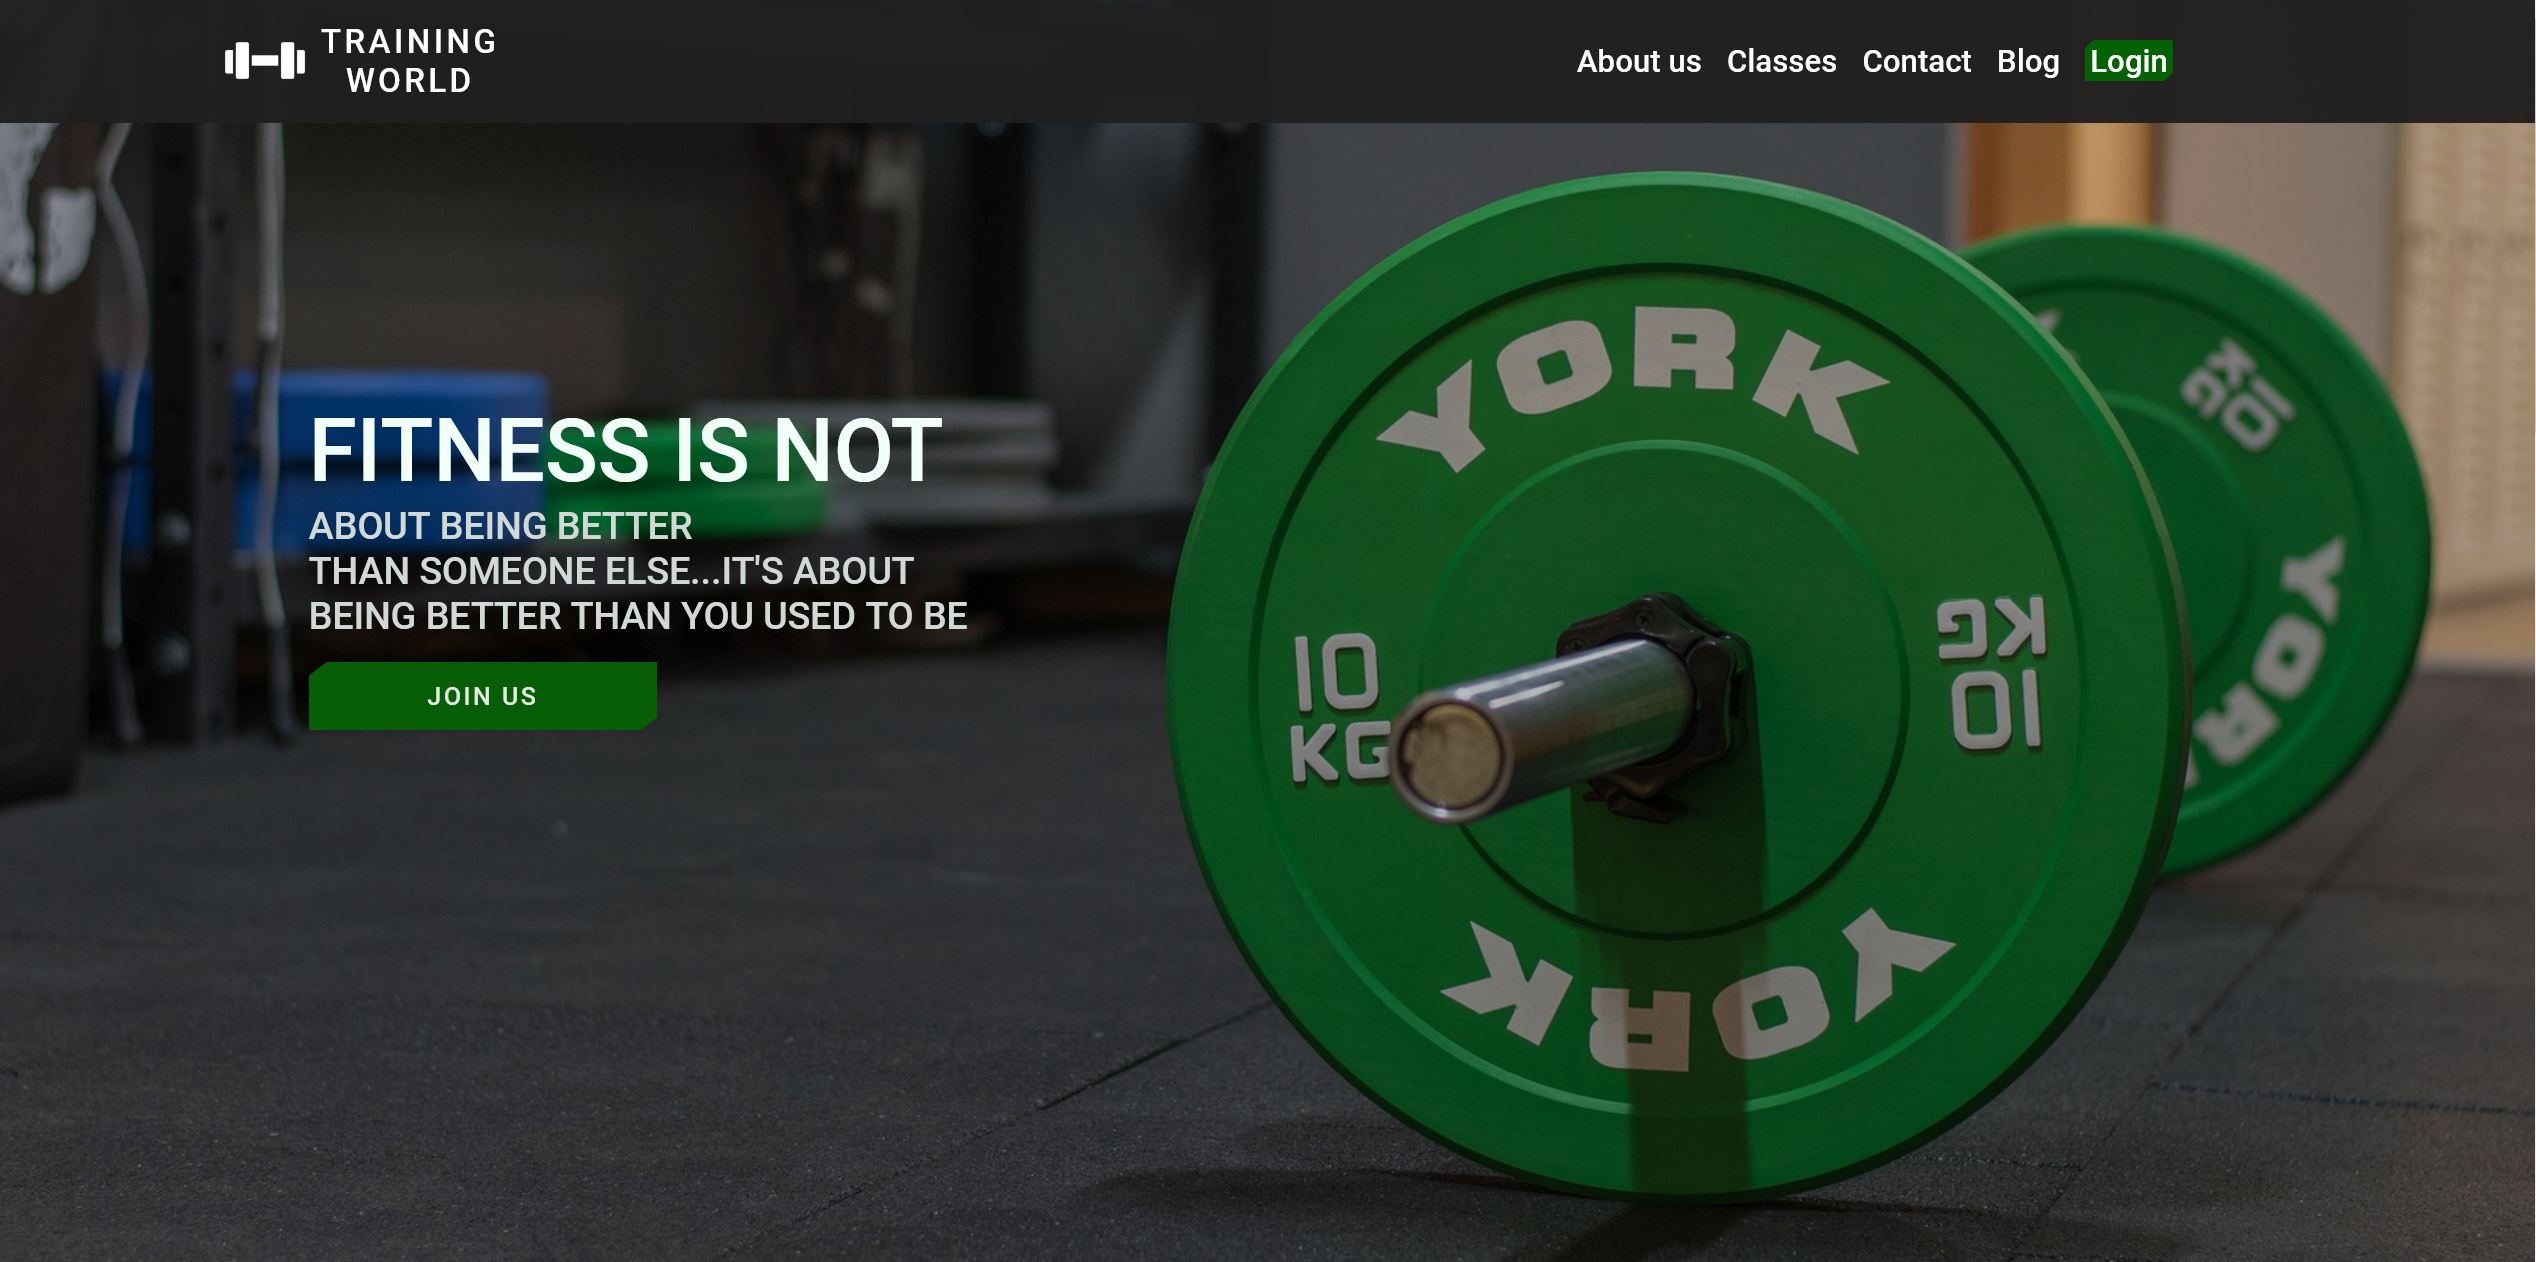 TRAINING
WORLD
About us Classes Contact Blog Login
FITNESS IS NOT
ABOUT BEING BETTER
THAN SOMEONE ELSE...IT'S ABOUT
BEING BETTER THAN YOU USED TO BE
JOIN US
YORK
10
KG
10
KG
YORK
10
KG
YOR